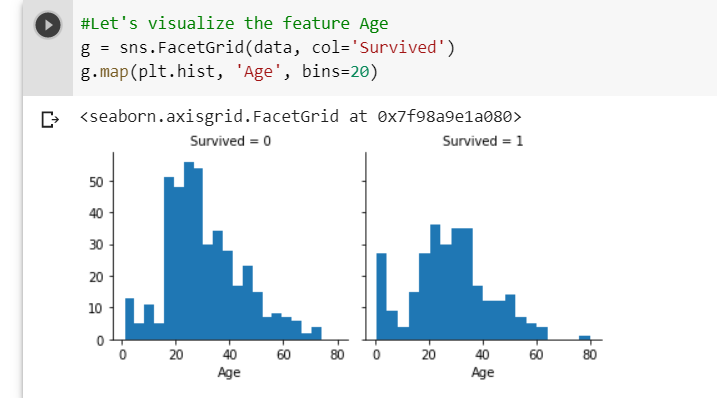 #Let's visualize the feature Age
g = sns.FacetGrid(data, col='Survived')
g.map(plt.hist, 'Age', bins=20)
<seaborn.axisgrid.FacetGrid at 0x7f98a9e1a080>
Survived = 0 Survived = 1
50
40
30
20
10
0
0 20 40 60 80 0 20 40 60 80
Age Age